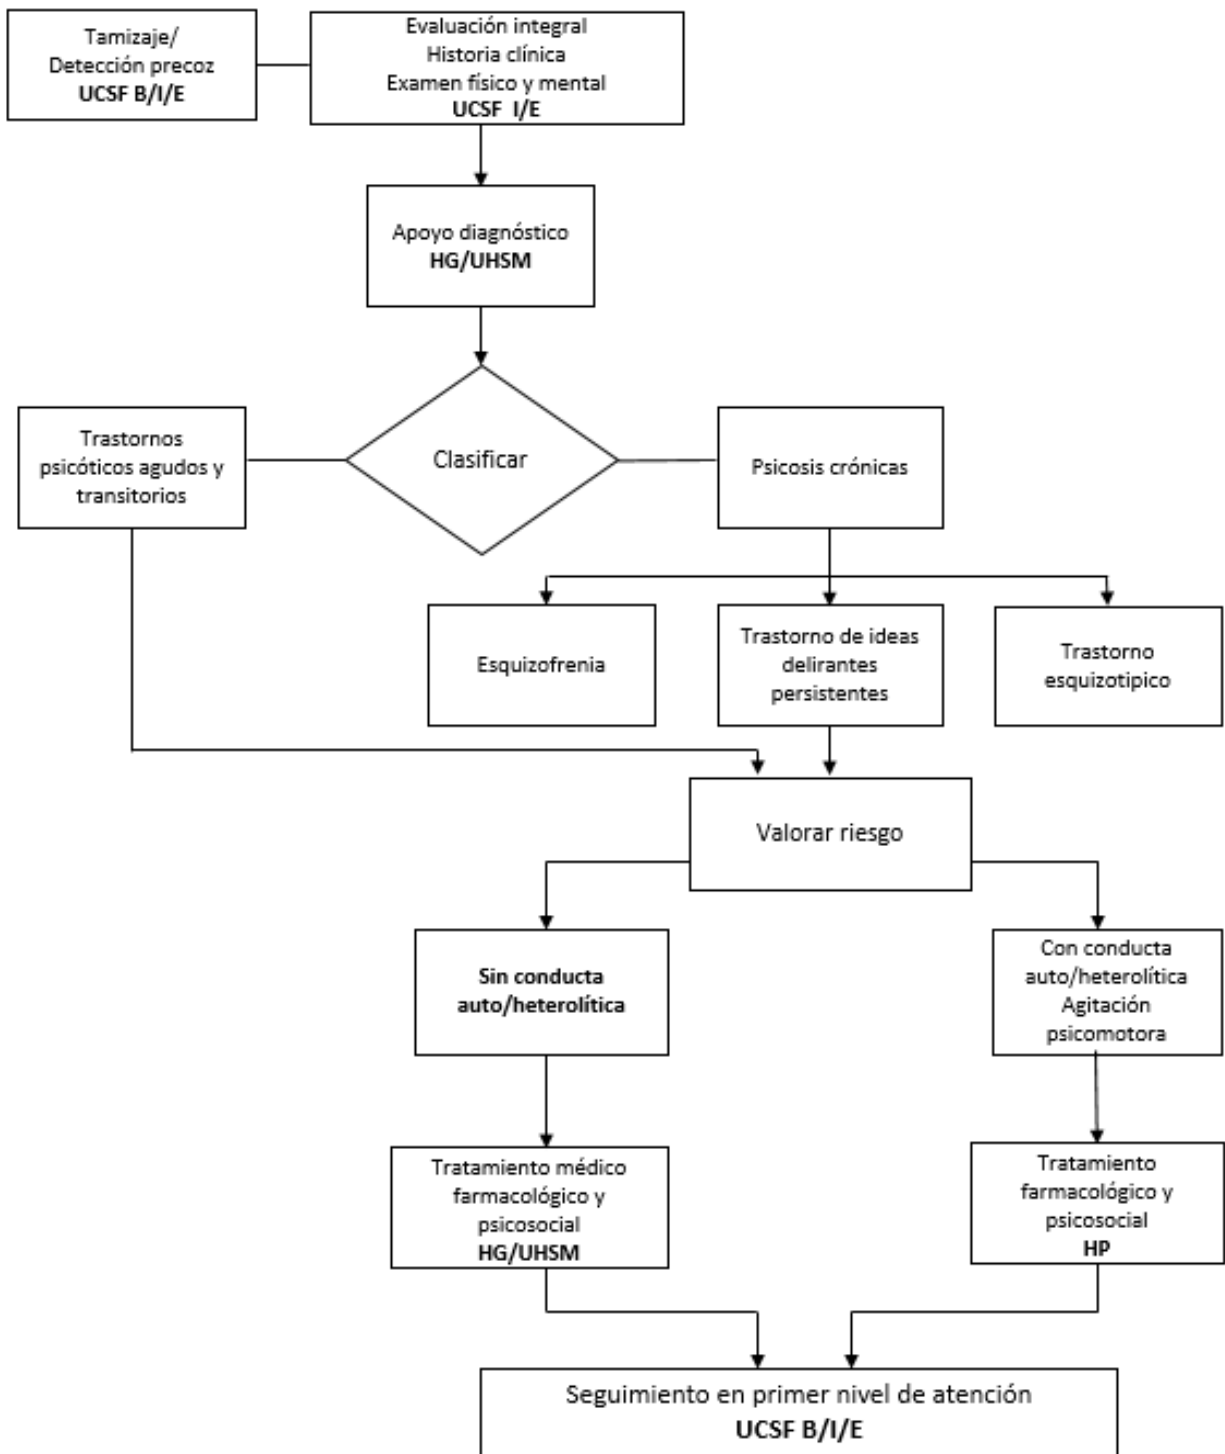 Tamizaje/
Detección precoz
UCSF B/I/E
Evaluación integral
Historia clínica
Examen físico y mental
UCSF I/E
Apoyo diagnóstico
HG/UHSM
Clasificar
Trastornos
psicóticos agudos y
transitorios
Psicosis crónicas
Esquizofrenia
Trastorno de ideas
delirantes
persistentes
Trastorno
esquizotipico
Valorar riesgo
Sin conducta
auto/heterolítica
Con conducta
auto/heterolítica
Agitación
psicomotora
Tratamiento médico
farmacológico y
psicosocial
HG/UHSM
Tratamiento
farmacológico y
psicosocial
HP
Seguimiento en primer nivel de atención
UCSF B/I/E